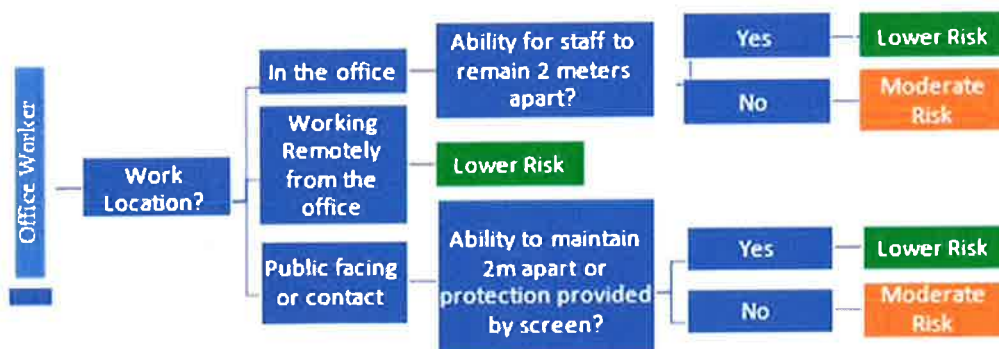 Office Worker
Work
Location?
In the office
Ability for staff to
remain 2 meters
apart?
Yes
Lower Risk
No
Moderate
Risk
Working
Remotely
from the
office
Lower Risk
Public facing
or contact
Ability to maintain
2m apart or
protection provided
by screen?
Yes
Lower Risk
No
Moderate
Risk